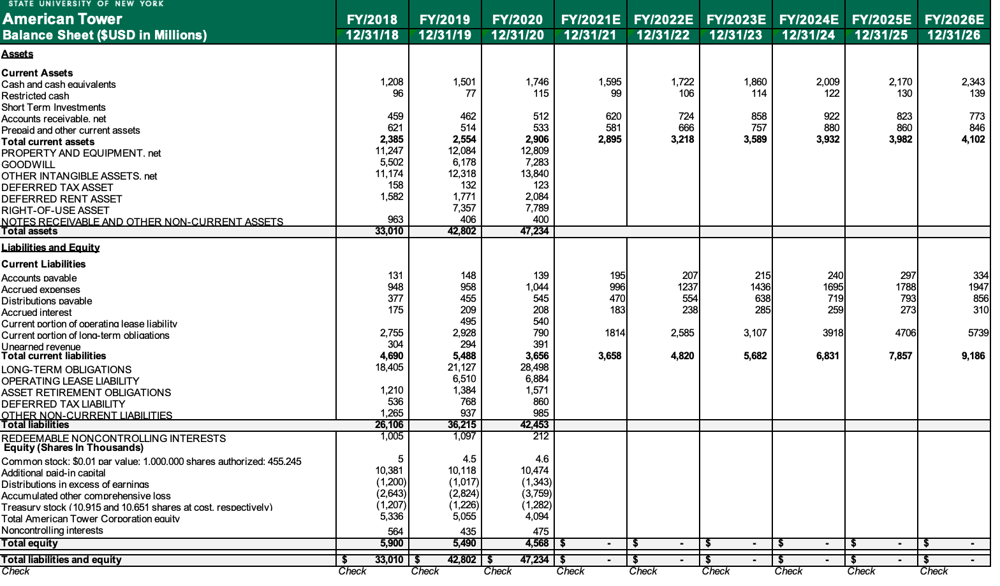 STATE UNIVERSITY OF NEW YORK
American Tower FY/2018 FY/2019 FY/2020 FY/2021E FY/2022E FY/2023E FY/2024E FY/2025E FY/2026E
Balance Sheet ($USD in Millions) 12/31/18 12/31/19 12/31/20 12/31/21 12/31/22 12/31/23 12/31/24 12/31/25 12/31/26
Assets
Current Assets
Cash and cash equivalents 1,208 1,501 1,746 1,595 1,722 1,860 2,009 2,170 2,343
Restricted cash 96 77 115 99 106 114 122 130 139
Short Term Investments
Accounts receivable. net 459 462 512 620 724 858 922 823 773
Prepaid and other current assets 621 514 533 581 666 757 880 860 846
Total current assets 2,385 2,554 2,906 2,895 3,218 3,589 3,932 3,982 4,102
PROPERTY AND EQUIPMENT. net 11,247 12,084 12,809
GOODWILL 5,502 6,178 7,283
OTHER INTANGIBLE ASSETS. net 11,174 12,318 13,840
DEFERRED TAX ASSET 158 132 123
DEFERRED RENT ASSET 1,582 1,771 2,084
RIGHT-OF-USE ASSET 7,357 7,789
NOTES RECEIVABLE AND OTHER NON-CURRENT ASSETS 963 406 400
Total assets 33,010 42,802 47,234
Liabilities and Equity
Current Liabilities
Accounts payable 131 148 139 195 207 215 240 297 334
Accrued expenses 948 958 1,044 996 1237 1436 1695 1788 1947
Distributions payable 377 455 545 470 554 638 719 793 856
Accrued interest 175 209 208 183 238 285 259 273 310
Current portion of operating lease liability 495 540
Current portion of long-term obligations 2,755 2,928 790 1814 2,585 3,107 3918 4706 5739
Unearned revenue 304 294 391
Total current liabilities 4,690 5,488 3,656 3,658 4,820 5,682 6,831 7,857 9,186
LONG-TERM OBLIGATIONS 18,405 21,127 28,498
OPERATING LEASE LIABILITY 6,510 6,884
ASSET RETIREMENT OBLIGATIONS 1,210 1,384 1,571
DEFERRED TAX LIABILITY 536 768 860
OTHER NON-CURRENT LIABILITIES 1,265 937 985
Total liabilities 26,106 36,215 42,453
REDEEMABLE NONCONTROLLING INTERESTS 1,005 1,097 212
Equity (Shares In Thousands)
Common stock: $0.01 par value: 1.000.000 shares authorized: 455.245 5 4.5 4.6
Additional paid-in capital 10,381 10,118 10,474
Distributions in excess of earnings (1,200) (1,017) (1,343)
Accumulated other comprehensive loss (2,643) (2,824) (3,759)
Treasury stock (10.915 and 10.651 shares at cost. respectively) (1,207) (1,226) (1,282)
Total American Tower Corporation equity 5,336 5,055 4,094
Noncontrolling interests 564 435 475
Total equity 5,900 5,490 4,568 $ - $ - $ - $ - $ - $ -
Total liabilities and equity $ 33,010 $ 42,802 $ 47,234 $ - $ - $ - $ - $ - $ -
Check Check Check Check Check Check Check Check Check Check